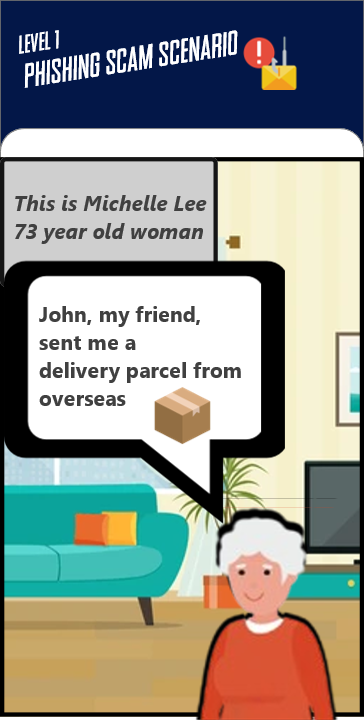 LEVEL 1
PHISHING SCAM SCENARIO
This is Michelle Lee
73 year old woman
John, my friend,
sent me a
delivery parcel from
overseas